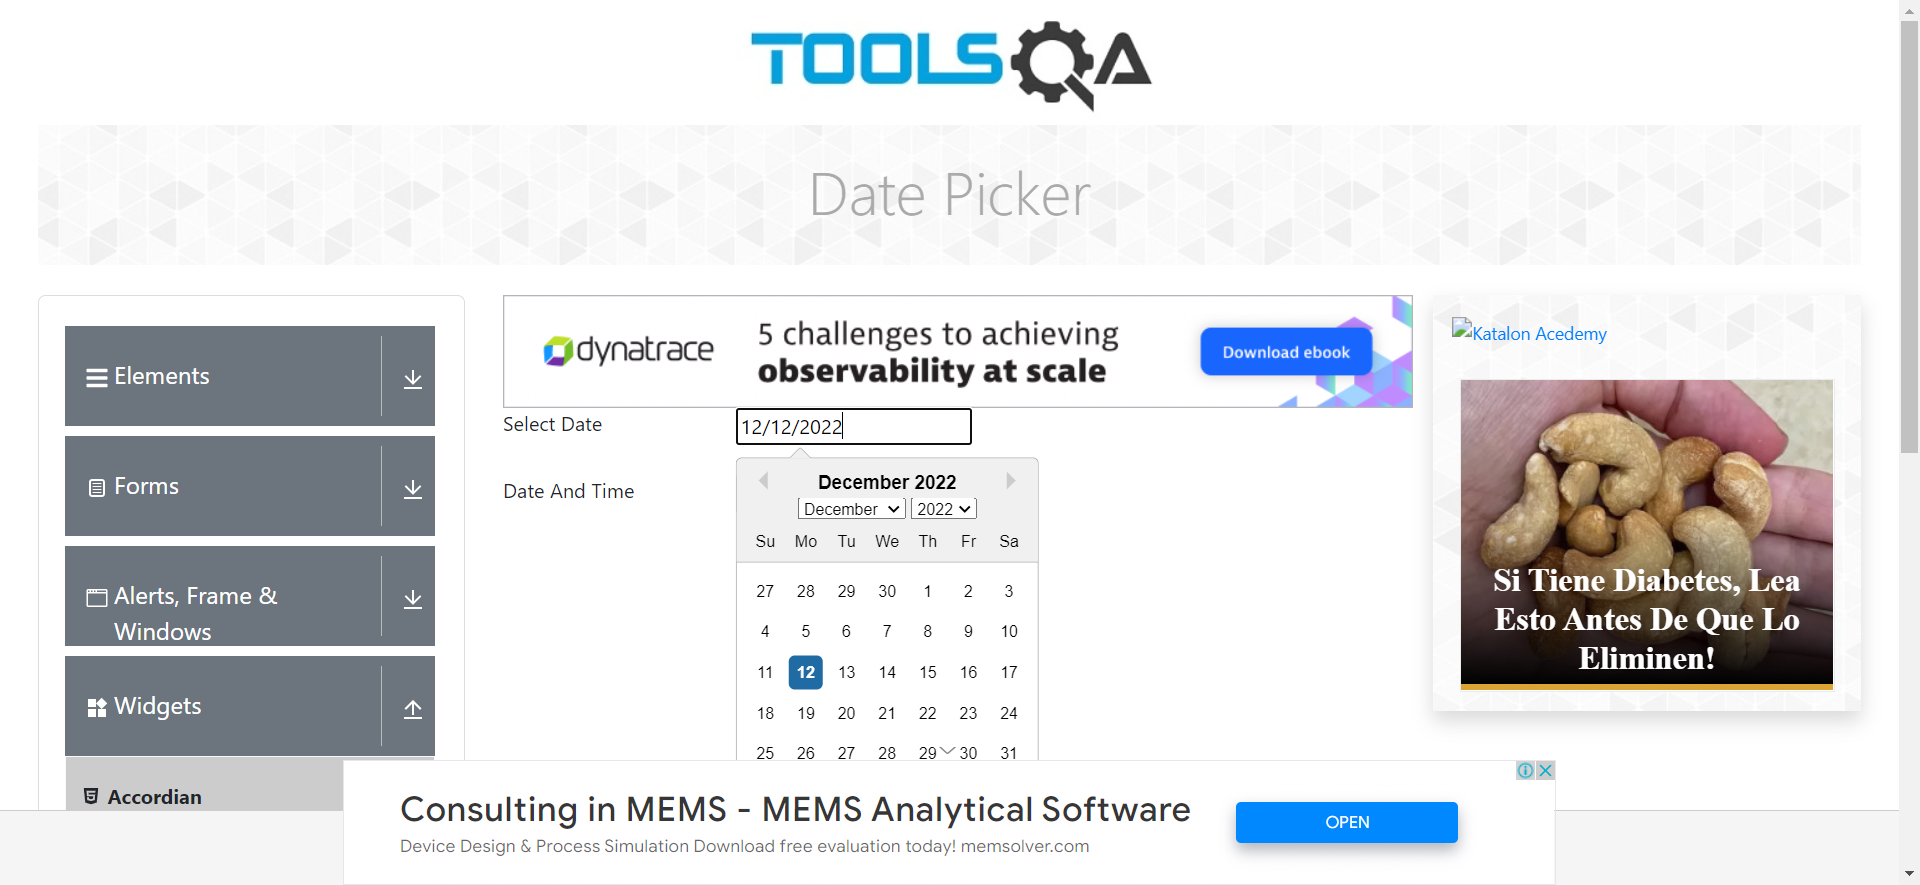 TOOLSQA
Date Picker
Elements
Forms
Alerts, Frame &
Windows
Widgets
Accordian
dynatrace
5 challenges to achieving
observability at scale
Download ebook
Select Date
12/12/2022
Date And Time
December 2022
December 2022
Su Mo Tu We Th Fr Sa
27 28 29 30 1 2 3
4 5 6 7 8 9 10
11 12 13 14 15 16 17
18 19 20 21 22 23 24
25 26 27 28 29 30 31
Katalon Acedemy
Si Tiene Diabetes, Lea
Esto Antes De Que Lo
Eliminen!
Consulting in MEMS - MEMS Analytical Software
Device Design & Process Simulation Download free evaluation today! memsolver.com
OPEN